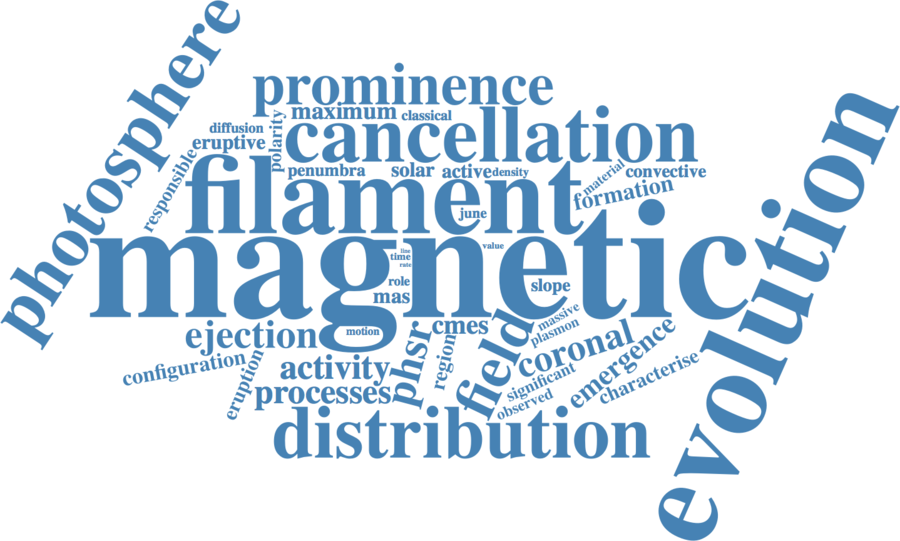 photosphere
prominence
maximum
classical
cancellation
diffusion
eruptive
polarity
responsible
penumbra
solar
active
density
material
convective
formation
filament
june
magnetic
line
time
rate
value
role
mas
slope
evolution
ejection
motion
cmes
massive
plasmon
configuration
eruption
activity
processes
phsr
region
field
coronal
significant
observed
emergence
characterise
distribution